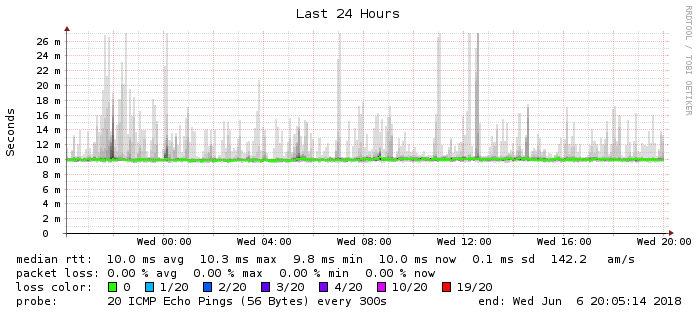 Last 24 Hours
RRDTOOL / TOBI OETIKER
Seconds
26 m
24 m
22 m
20 m
18 m
16 m
14 m
12 m
10 m
8 m
6 m
4 m
2 m
0
Wed 00:00 Wed 04:00 Wed 08:00 Wed 12:00 Wed 16:00 Wed 20:00
median rtt: 10.0 ms avg 10.3 ms max 9.8 ms min 10.0 ms now 0.1 ms sd 142.2 am/s
packet loss: 0.00 % avg 0.00 % max 0.00 % min 0.00 % now
loss color: 0 1/20 2/20 3/20 4/20 10/20 19/20
probe: 20 ICMP Echo Pings (56 Bytes) every 300s end: Wed Jun 6 20:05:14 2018